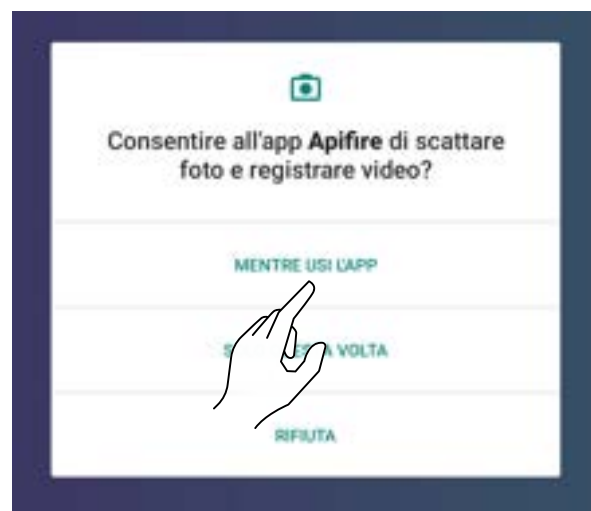 Consentire all'app Apifire di scattare
foto e registrare video?
MENTRE USI L'APP
VOLTA
RIFIUTA